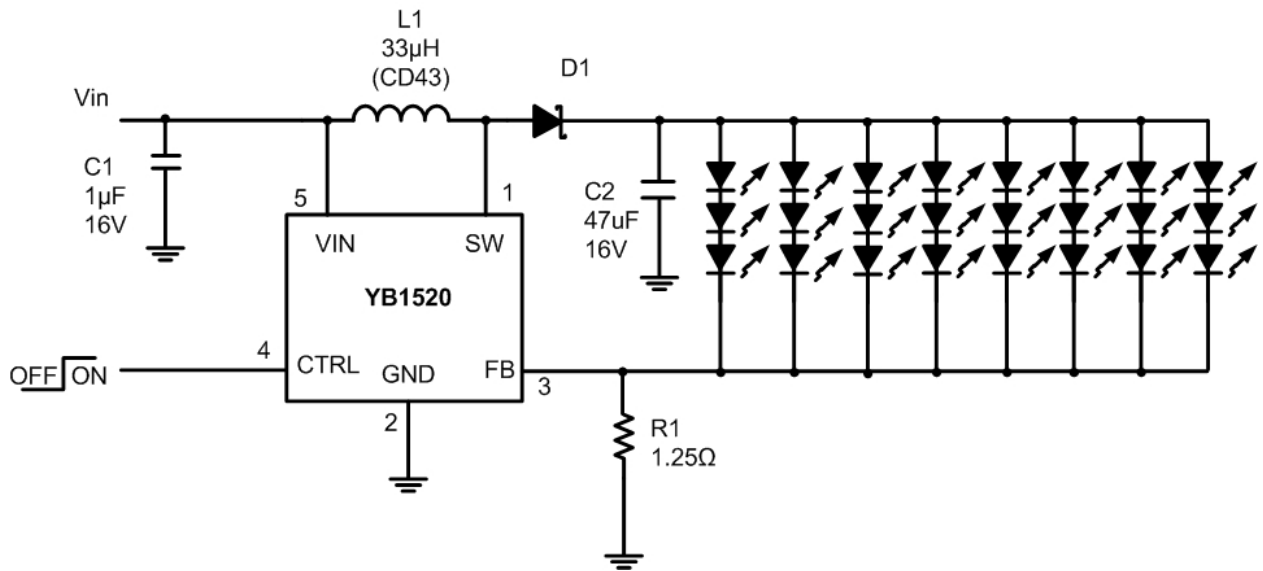 L1
33µH
(CD43)
D1
Vin
C1
1µF
16V
5
1
C2
47uF
16V
VIN
SW
YB1520
4
CTRL
GND
FB
3
OFF ON
2
R1
1.25Ω